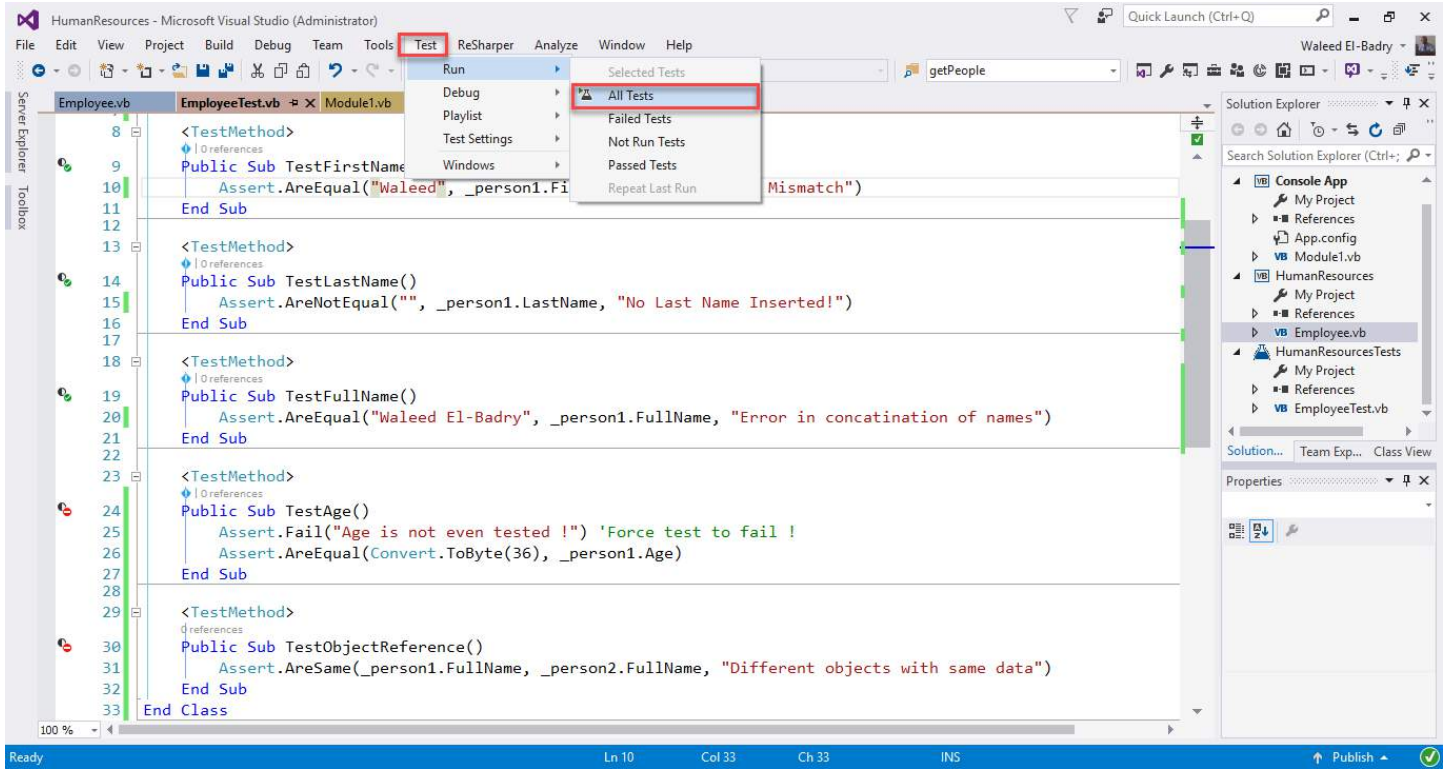 HumanResources - Microsoft Visual Studio (Administrator)
Quick Launch (Ctrl+Q)
File Edit View Project Build Debug Team Tools Test ReSharper Analyze Window Help
Waleed El-Badry
getPeople
Run
Debug
Playlist
Test Settings
Windows
Selected Tests
All Tests
Failed Tests
Not Run Tests
Passed Tests
Repeat Last Run
Server Explorer
Toolbox
Employee.vb EmployeeTest.vb Module1.vb
8 <TestMethod>
0 references
9 Public Sub TestFirstName
10 Assert.AreEqual("Waleed", _person1.Fi Mismatch")
11 End Sub
12
13 <TestMethod>
0 references
14 Public Sub TestLastName()
15 Assert.AreNotEqual("", _person1.LastName, "No Last Name Inserted!")
16 End Sub
17
18 <TestMethod>
0 references
19 Public Sub TestFullName()
20 Assert.AreEqual("Waleed El-Badry", _person1.FullName, "Error in concatination of names")
21 End Sub
22
23 <TestMethod>
0 references
24 Public Sub TestAge()
25 Assert.Fail("Age is not even tested !") 'Force test to fail !
26 Assert.AreEqual(Convert.ToByte(36), _person1.Age)
27 End Sub
28
29 <TestMethod>
0 references
30 Public Sub TestObjectReference()
31 Assert.AreSame(_person1.FullName, _person2.FullName, "Different objects with same data")
32 End Sub
33 End Class
100 %
Solution Explorer
Search Solution Explorer (Ctrl+;
VB Console App
My Project
References
App.config
VB Module1.vb
VB HumanResources
My Project
References
VB Employee.vb
HumanResourcesTests
My Project
References
VB EmployeeTest.vb
Solution... Team Exp... Class View
Properties
Ready Ln 10 Col 33 Ch 33 INS Publish